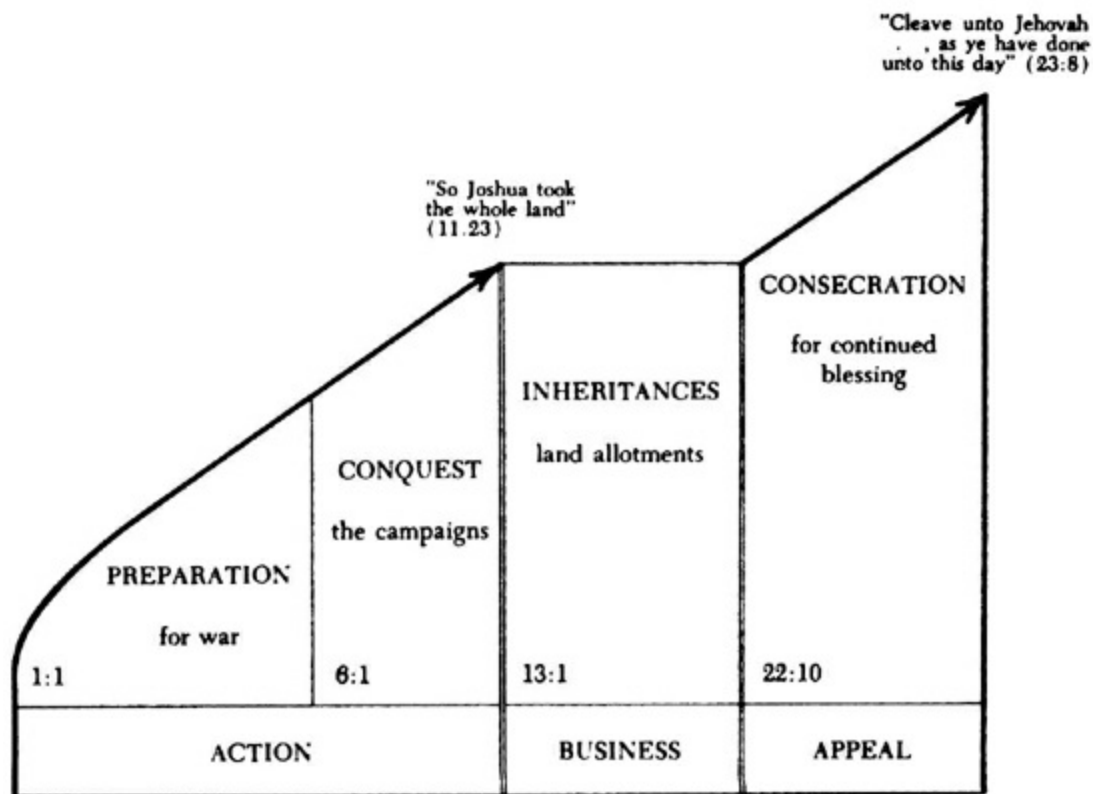 "Cleave unto Jehovah
. , as ye have done
unto this day" (23:8)
"So Joshua took
the whole land"
(11.23)
CONSECRATION
for continued
blessing
INHERITANCES
land allotments
CONQUEST
the campaigns
PREPARATION
for war
1:1
6:1
13:1
22:10
ACTION
BUSINESS
APPEAL